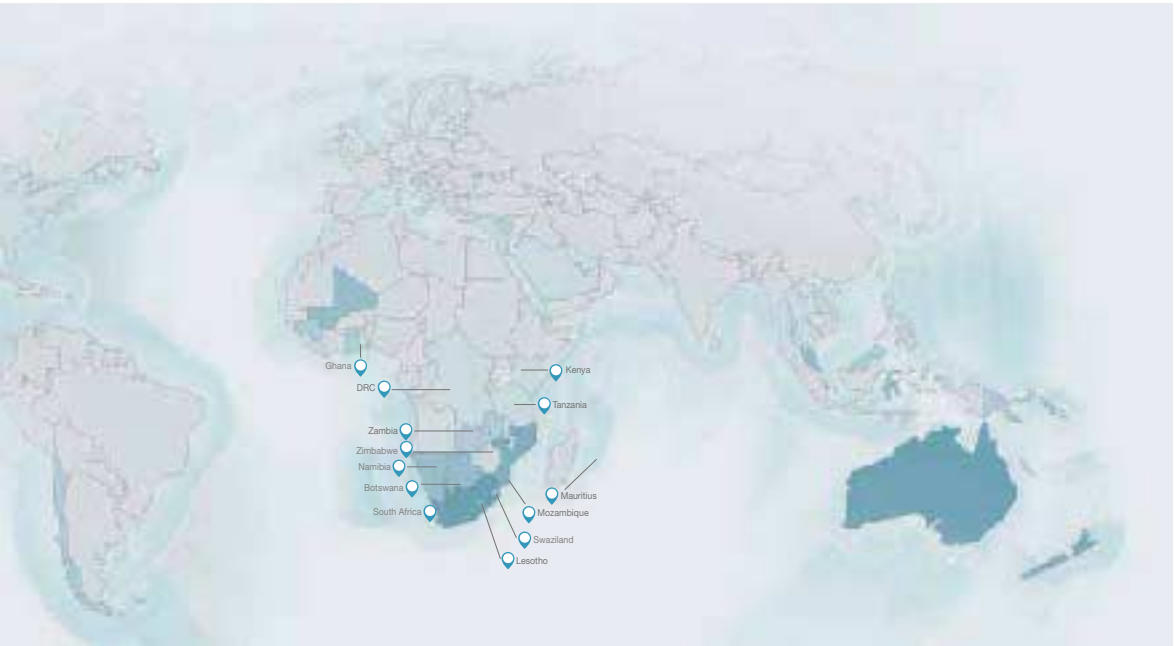 Ghana
Kenya
DRC
Tanzania
Zambia
Zimbabwe
Namibia
Botswana
Mauritius
South Africa
Mozambique
Swaziland
Lesotho